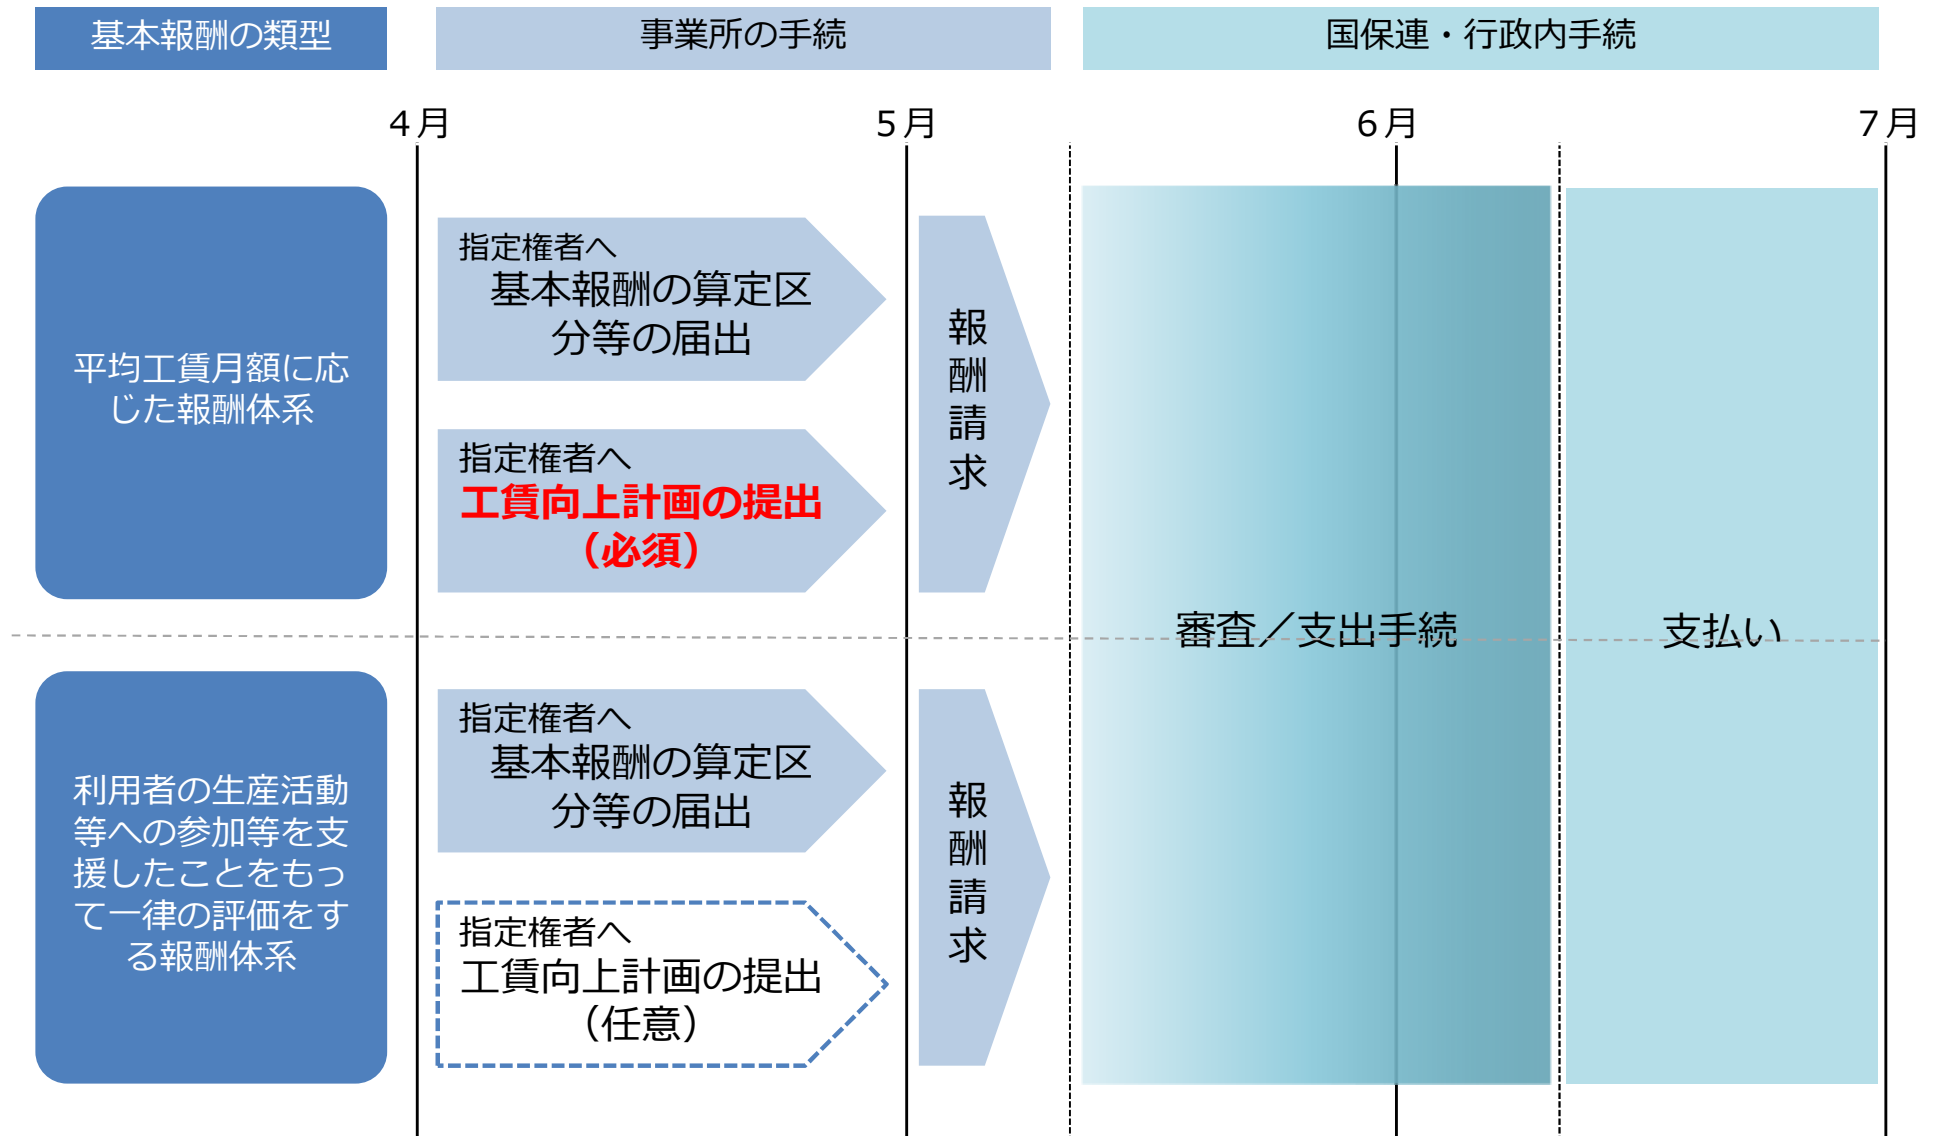 基本報酬の類型
事業所の手続
国保連・行政内手続
４月
５月
６月
７月
平均工賃月額に応
じた報酬体系
指定権者へ
基本報酬の算定区
分等の届出
指定権者へ
工賃向上計画の提出
（必須）
報
酬
請
求
審査／支出手続
支払い
利用者の生産活動
等への参加等を支
援したことをもっ
て一律の評価をす
る報酬体系
指定権者へ
基本報酬の算定区
分等の届出
指定権者へ
工賃向上計画の提出
（任意）
報
酬
請
求